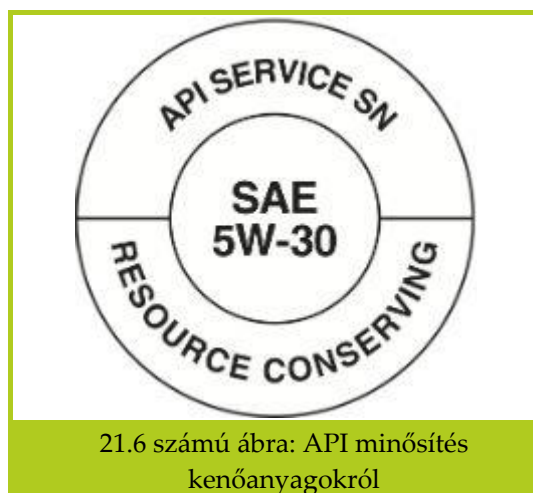 API SERVICE SN
SAE
5W-30
RESOURCE CONSERVING
21.6 számú ábra: API minősítés
kenőanyagokról